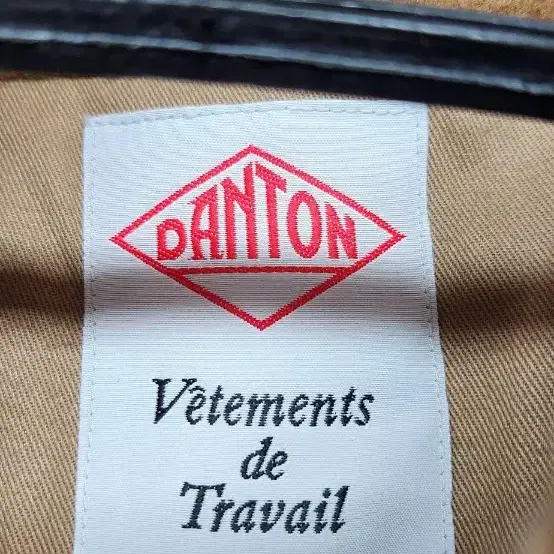 DANTON
Vêtements
de
Travail